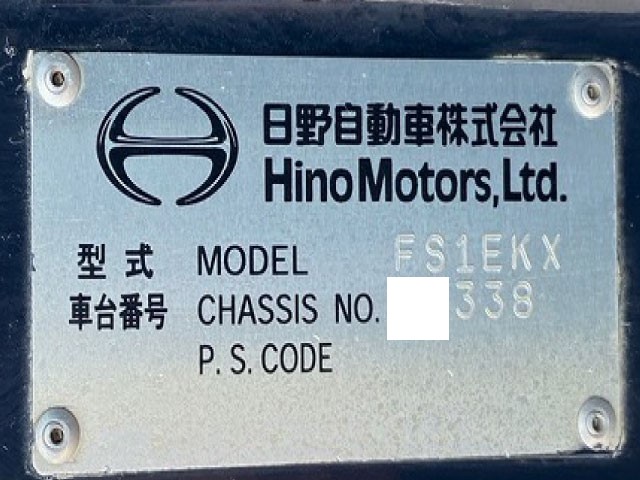 日野自動車株式会社
Hino Motors, Ltd.
型式 MODEL FS1EKX
車台番号 CHASSIS NO. 338
P. S. CODE